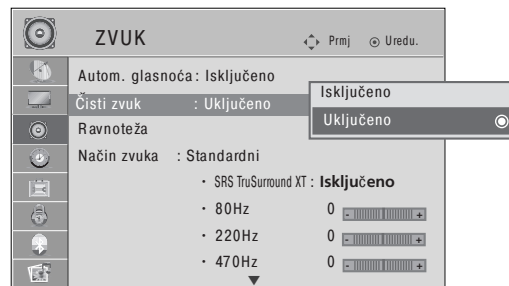 ZVUK
Prmj
Uredu.
Autom. glasnoća : Isključeno
Čisti zvuk : Uključeno
Isključeno
Uključeno
Ravnoteža
Način zvuka : Standardni
• SRS TruSurround XT : Isključeno
• 80Hz 0 - +
• 220Hz 0 - +
• 470Hz 0 - +